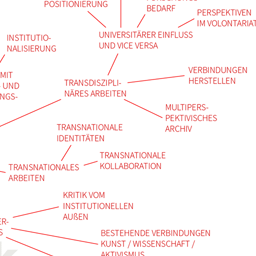 POSITIONIERUNG
BEDARF
PERSPEKTIVEN
IM VOLONTARIAT
UNIVERSITÄRER EINFLUSS
UND VICE VERSA
INSTITUTIO-
NALISIERUNG
MIT
UND
NGS-
TRANSDISZIPLI-
NÄRES ARBEITEN
VERBINDUNGEN
HERSTELLEN
MULTIPERS-
PEKTIVISCHES
ARCHIV
TRANSNATIONALE
IDENTITÄTEN
TRANSNATIONALE
KOLLABORATION
TRANSNATIONALES
ARBEITEN
KRITIK VOM
INSTITUTIONELLEN
AUßEN
ER-
S
BESTEHENDE VERBINDUNGEN
KUNST / WISSENSCHAFT /
AKTIVISMUS